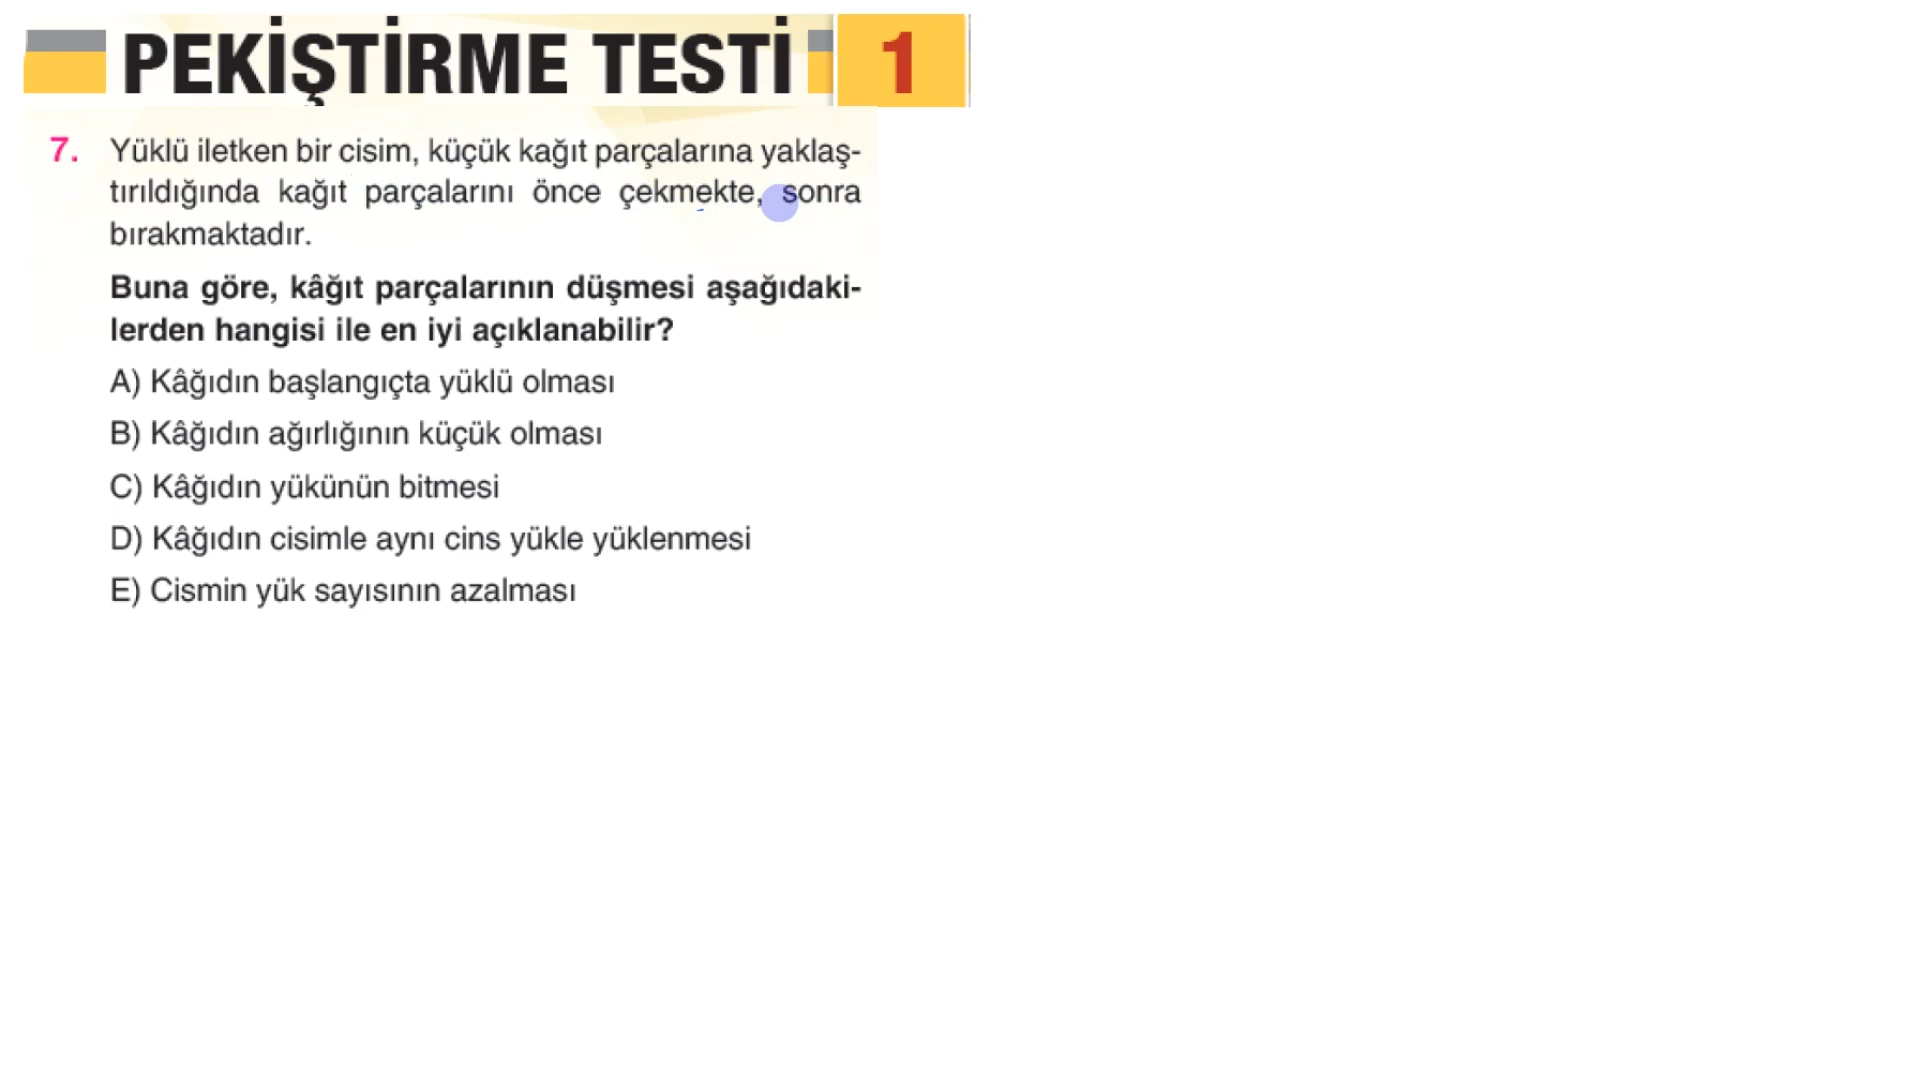 PEKİŞTİRME TESTİ 1
7. Yüklü iletken bir cisim, küçük kağıt parçalarına yaklaş-
tırıldığında kağıt parçalarını önce çekmekte, sonra
bırakmaktadır.
Buna göre, kâğıt parçalarının düşmesi aşağıdaki-
lerden hangisi ile en iyi açıklanabilir?
A) Kâğıdın başlangıçta yüklü olması
B) Kâğıdın ağırlığının küçük olması
C) Kâğıdın yükünün bitmesi
D) Kâğıdın cisimle aynı cins yükle yüklenmesi
E) Cismin yük sayısının azalması